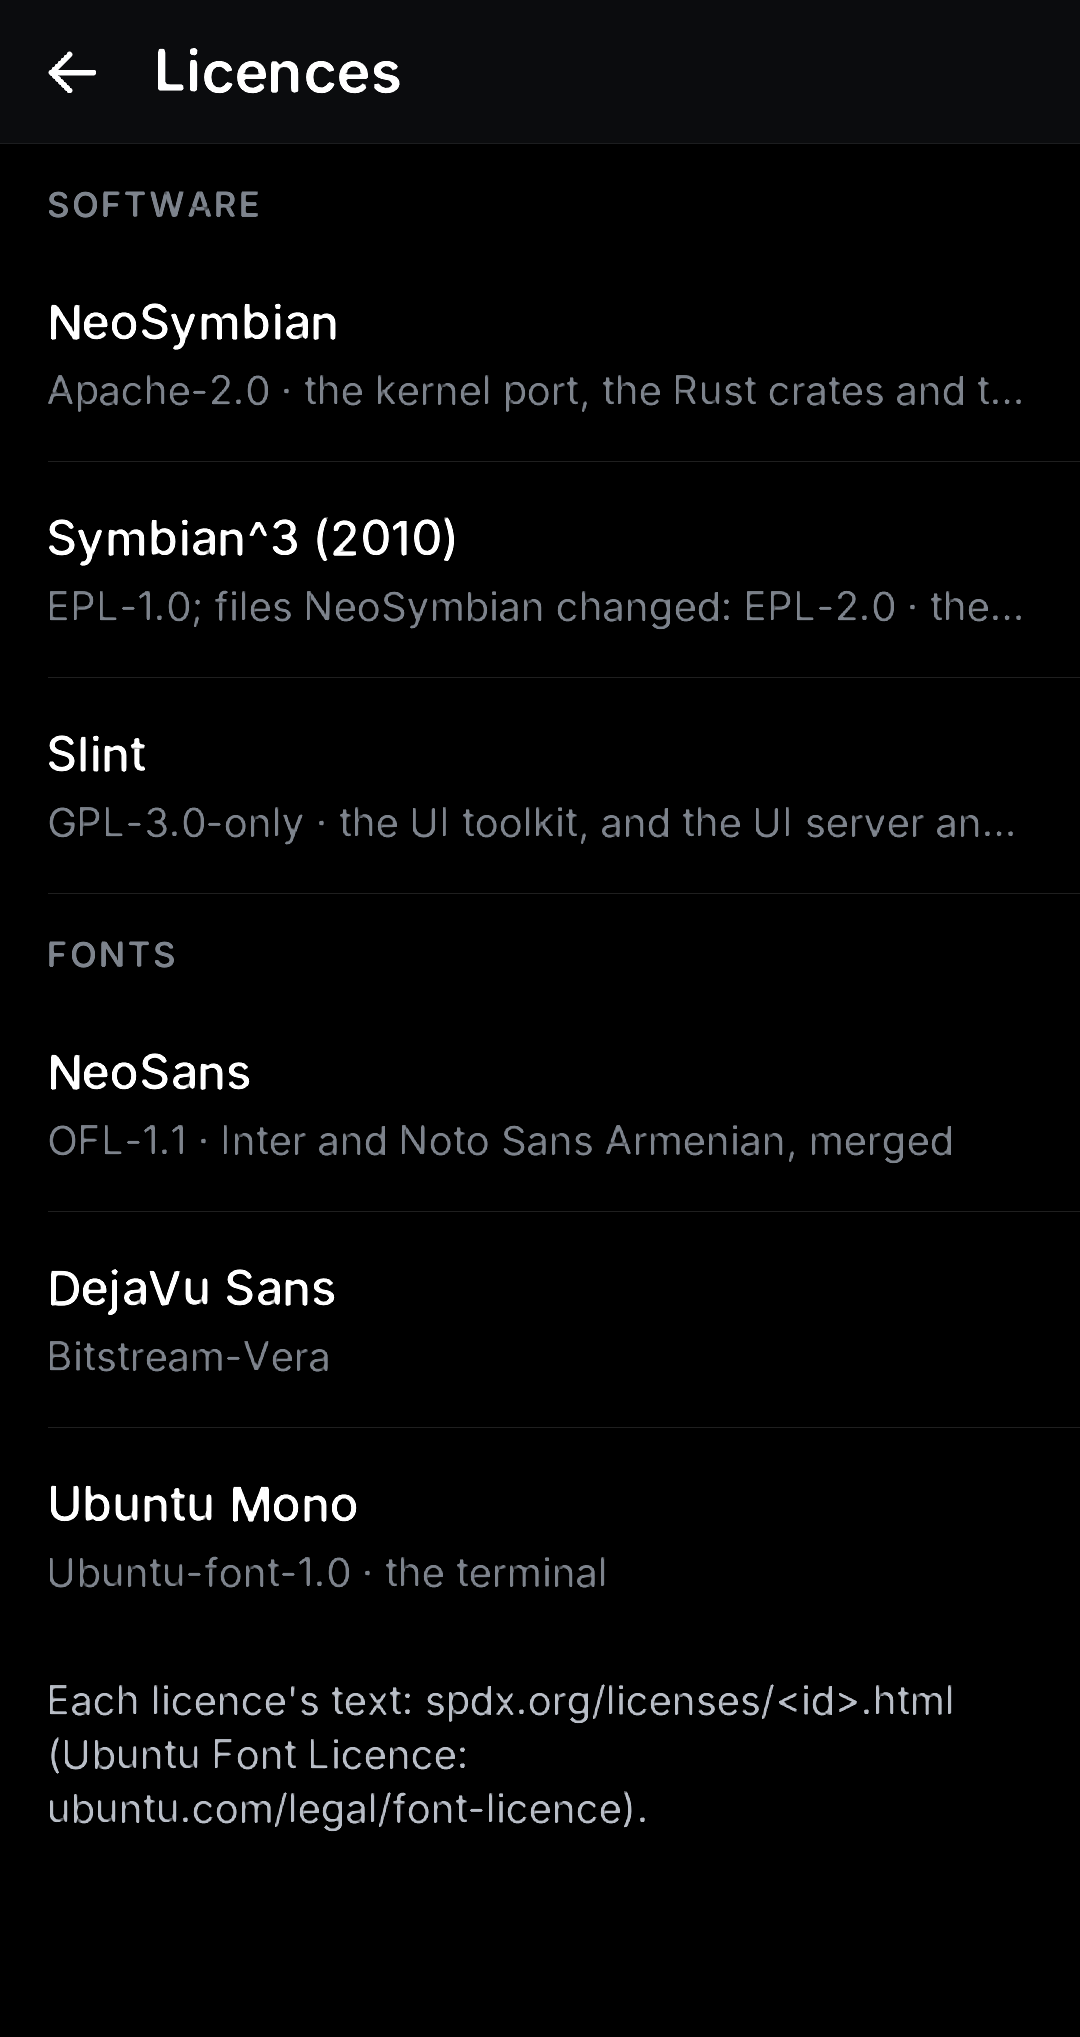 Licences
SOFTWARE
NeoSymbian
Apache-2.0 · the kernel port, the Rust crates and t...
Symbian^3 (2010)
EPL-1.0; files NeoSymbian changed: EPL-2.0 · the...
Slint
GPL-3.0-only · the UI toolkit, and the UI server an...
FONTS
NeoSans
OFL-1.1 · Inter and Noto Sans Armenian, merged
DejaVu Sans
Bitstream-Vera
Ubuntu Mono
Ubuntu-font-1.0 · the terminal
Each licence's text: spdx.org/licenses/<id>.html
(Ubuntu Font Licence:
ubuntu.com/legal/font-licence).